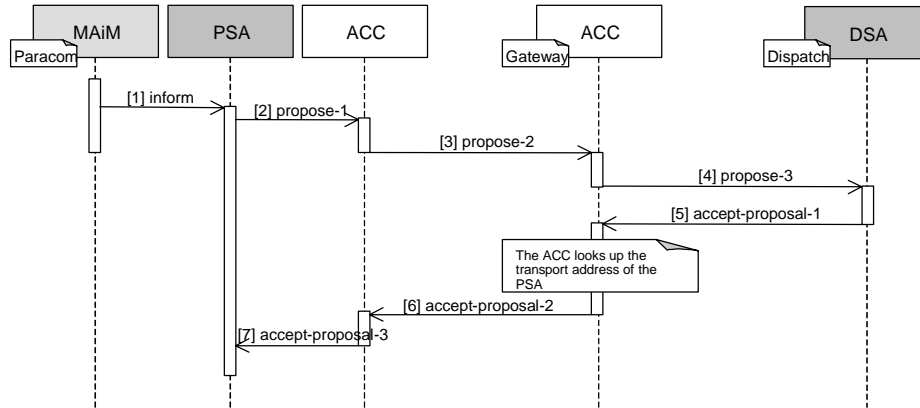 MAiM
PSA
ACC
ACC
DSA
Paracom
Gateway
Dispatch
[1] inform
[2] propose-1
[3] propose-2
[4] propose-3
[5] accept-proposal-1
The ACC looks up the
transport address of the
PSA
[6] accept-proposal-2
[7] accept-proposal-3